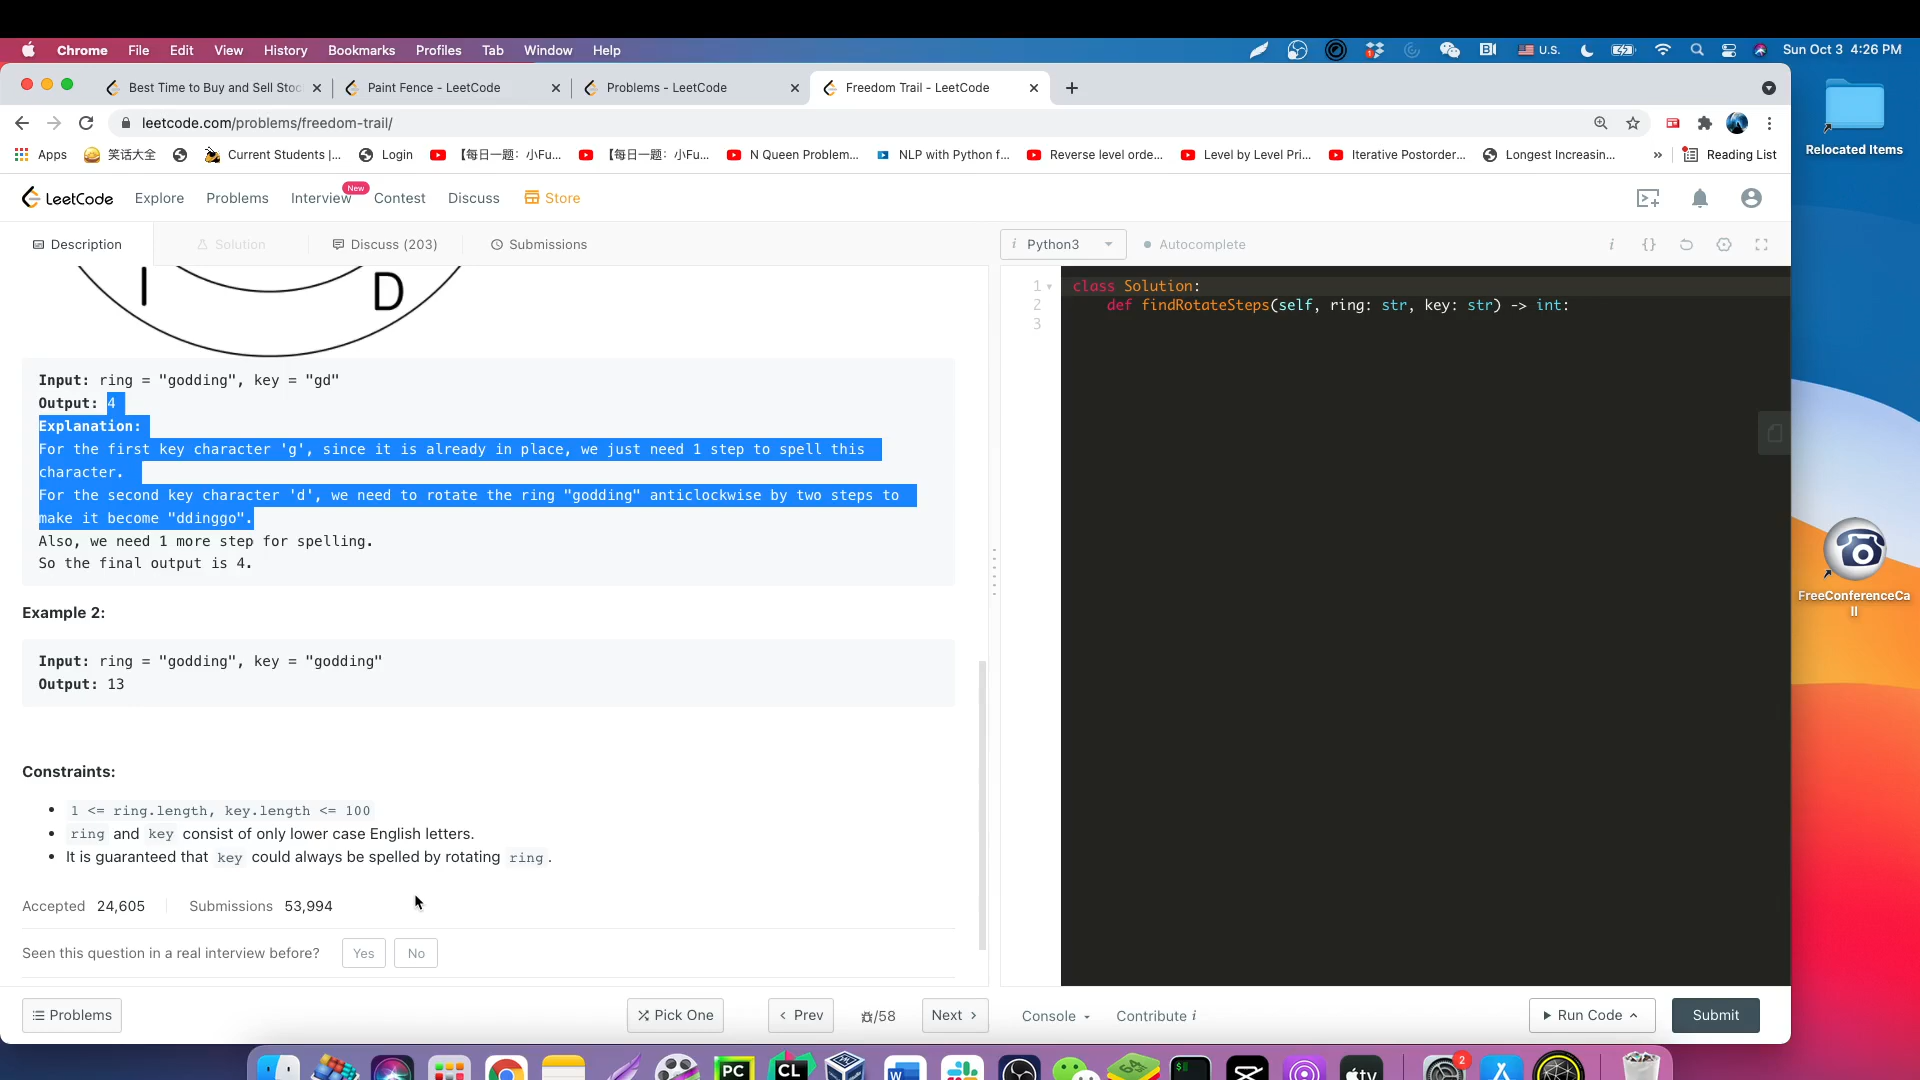 Chrome File Edit View History Bookmarks Profiles Tab Window Help U.S. Sun Oct 3 4:26 PM
Best Time to Buy and Sell Stoc Paint Fence - LeetCode Problems - LeetCode Freedom Trail - LeetCode
leetcode.com/problems/freedom-trail/
Apps 笑话大全 Current Students |... Login 【每日一题：小Fu... 【每日一题：小Fu... N Queen Problem... NLP with Python f... Reverse level orde... Level by Level Pri... Iterative Postorder... Longest Increasin... » Reading List
Relocated Items
LeetCode Explore Problems Interview New Contest Discuss Store
Description Solution Discuss (203) Submissions
i Python3 Autocomplete i {}
I D
Input: ring = "godding", key = "gd"
Output: 4
Explanation:
For the first key character 'g', since it is already in place, we just need 1 step to spell this
character.
For the second key character 'd', we need to rotate the ring "godding" anticlockwise by two steps to
make it become "ddinggo".
Also, we need 1 more step for spelling.
So the final output is 4.
Example 2:
Input: ring = "godding", key = "godding"
Output: 13
Constraints:
1 <= ring.length, key.length <= 100
ring and key consist of only lower case English letters.
It is guaranteed that key could always be spelled by rotating ring.
Accepted 24,605 Submissions 53,994
Seen this question in a real interview before? Yes No
1 class Solution:
2 def findRotateSteps(self, ring: str, key: str) -> int:
3
FreeConferenceCa
ll
Problems Pick One Prev /58 Next Console Contribute i Run Code Submit
PC CL W $ tv 2